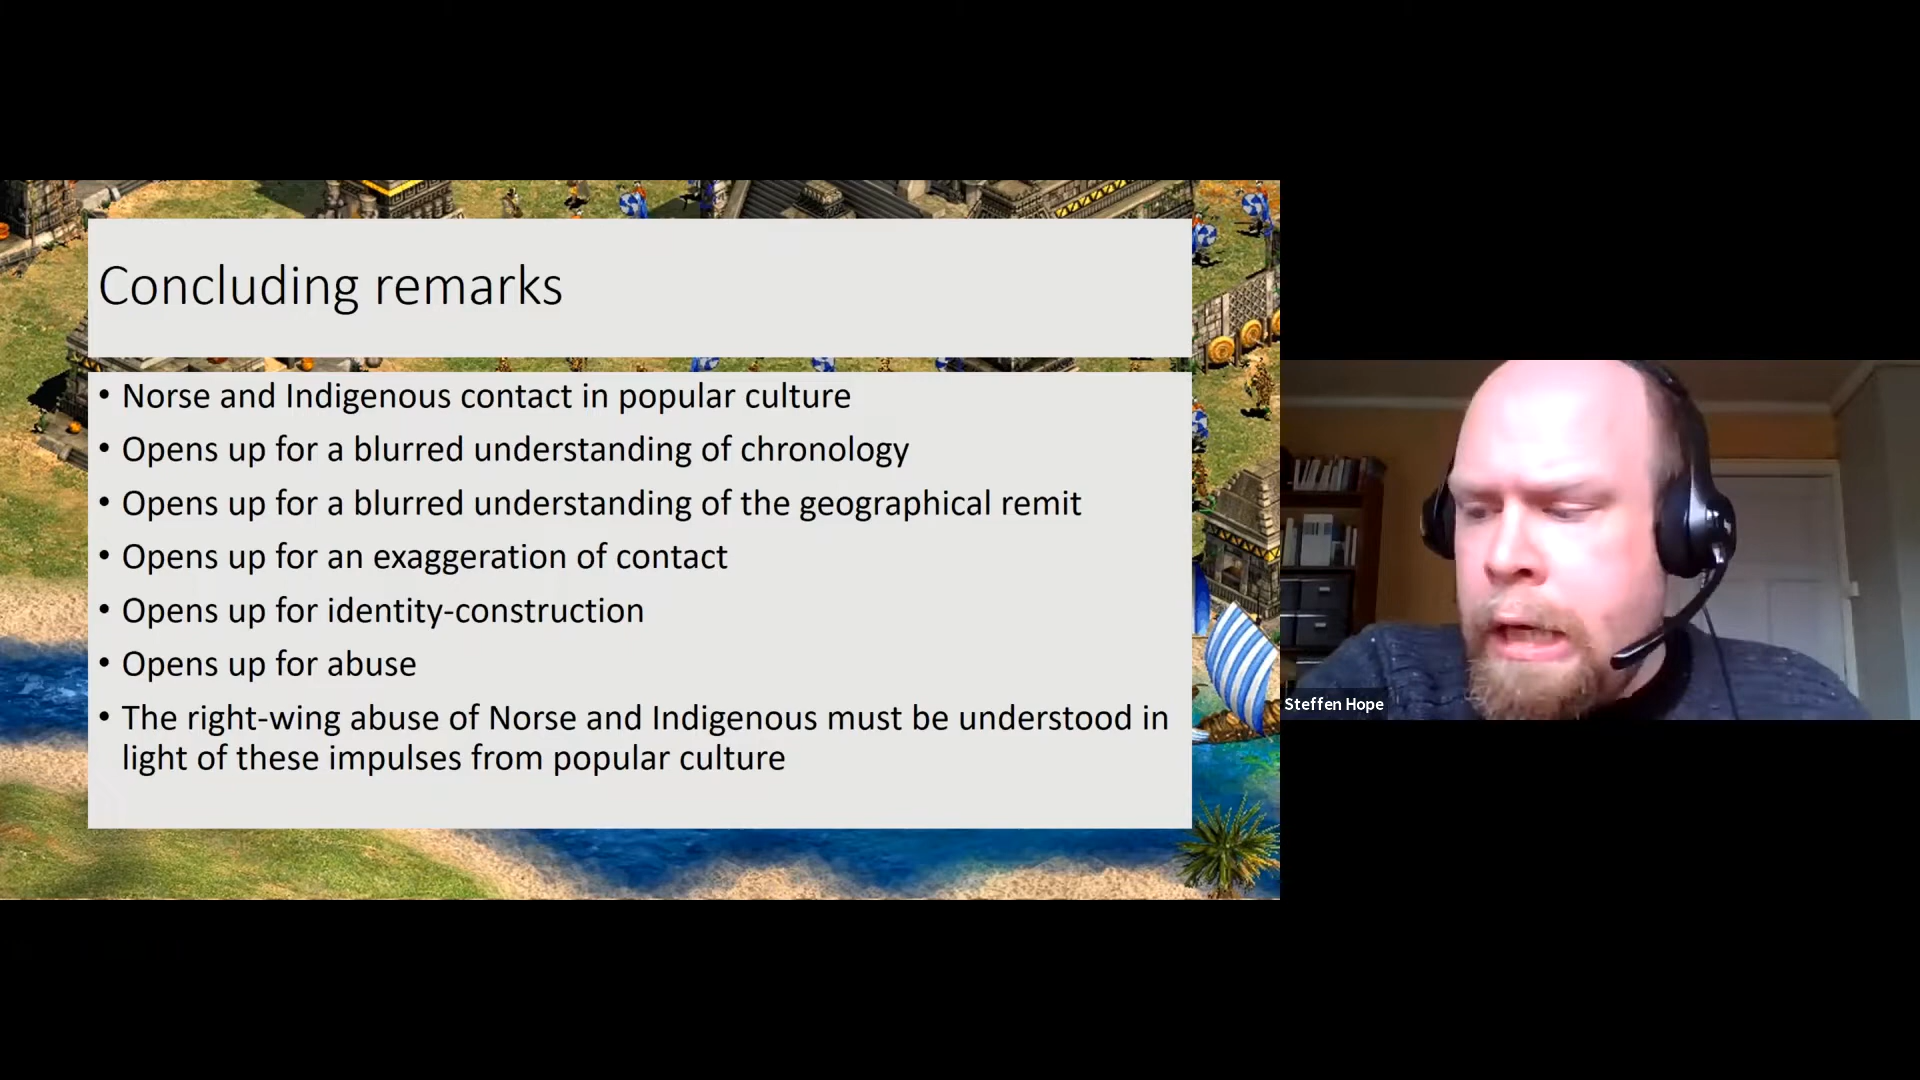 Concluding remarks
• Norse and Indigenous contact in popular culture
• Opens up for a blurred understanding of chronology
• Opens up for a blurred understanding of the geographical remit
• Opens up for an exaggeration of contact
• Opens up for identity-construction
• Opens up for abuse
• The right-wing abuse of Norse and Indigenous must be understood in
light of these impulses from popular culture
Steffen Hope